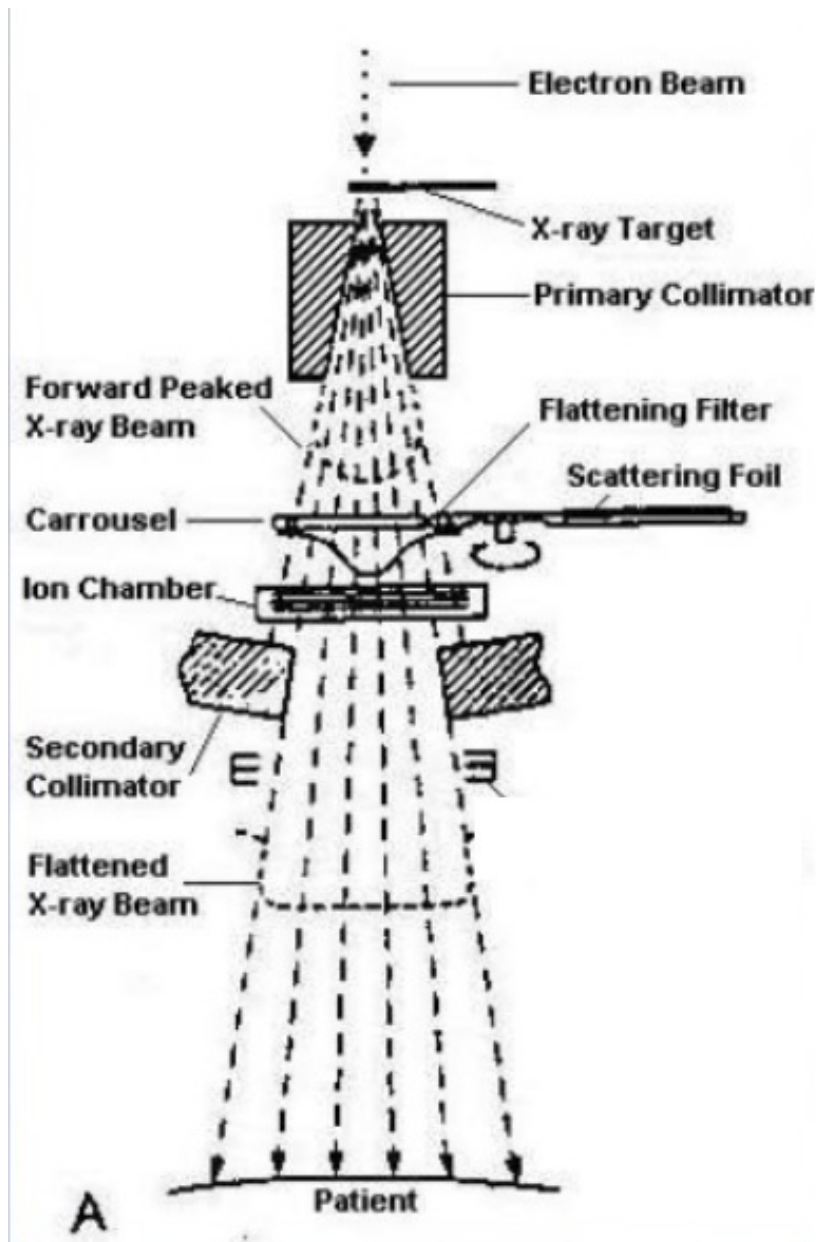 Electron Beam
X-ray Target
Primary Collimator
Forward Peaked
X-ray Beam
Flattening Filter
Scattering Foil
Carrousel
Ion Chamber
Secondary
Collimator
Flattened
X-ray Beam
Patient
A